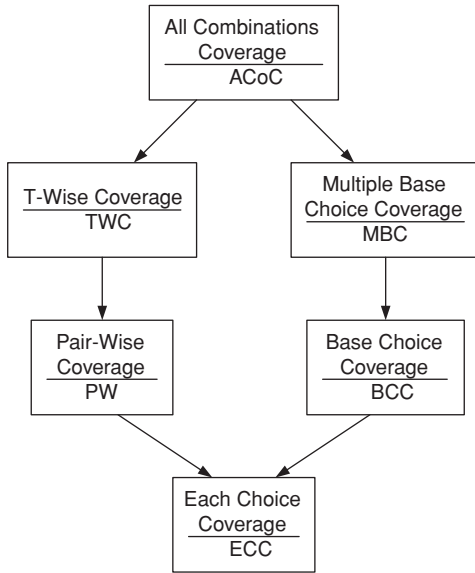 All Combinations
Coverage
ACoC
T-Wise Coverage
TWC
Multiple Base
Choice Coverage
MBC
Pair-Wise
Coverage
PW
Base Choice
Coverage
BCC
Each Choice
Coverage
ECC